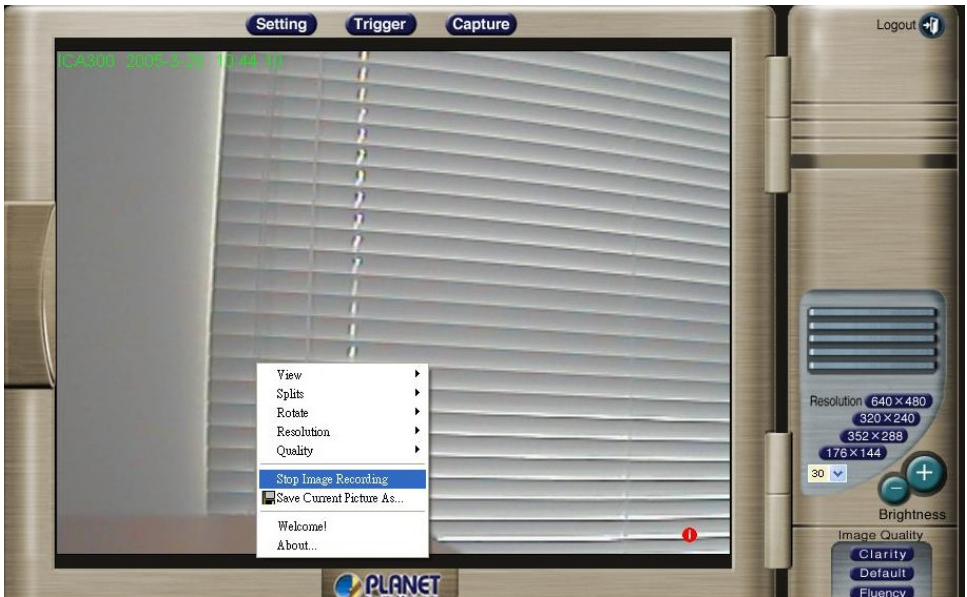 Setting Trigger Capture
Logout
ICA300 2005-3-28 10:44:10
View
Splits
Rotate
Resolution
Quality
Stop Image Recording
Save Current Picture As...
Welcome!
About...
Resolution 640×480
320×240
352×288
176×144
30
Brightness
Image Quality
Clarity
Default
Fluency
PLANET